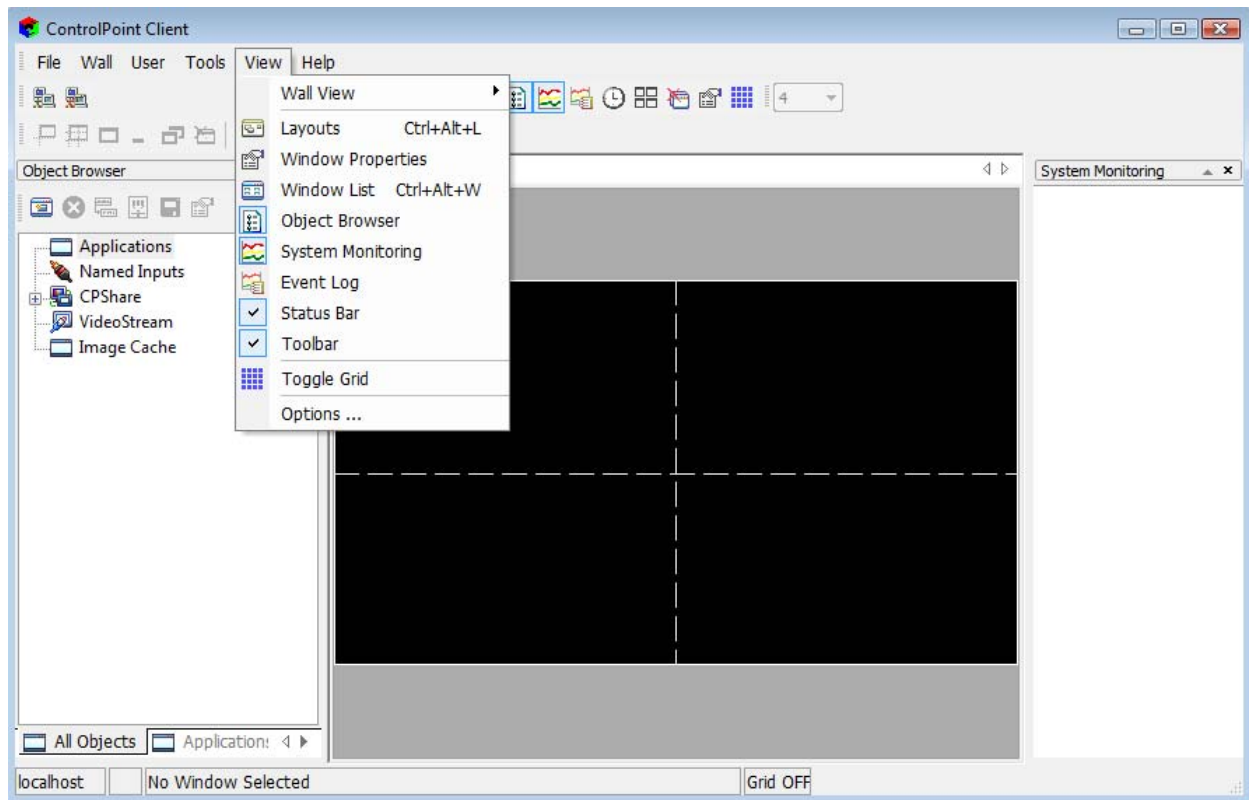 ControlPoint Client
File Wall User Tools View Help
4
Wall View
Layouts Ctrl+Alt+L
Window Properties
Window List Ctrl+Alt+W
Object Browser
System Monitoring
Event Log
Status Bar
Toolbar
Toggle Grid
Options ...
Object Browser
Applications
Named Inputs
CPShare
VideoStream
Image Cache
All Objects
System Monitoring
localhost No Window Selected Grid OFF